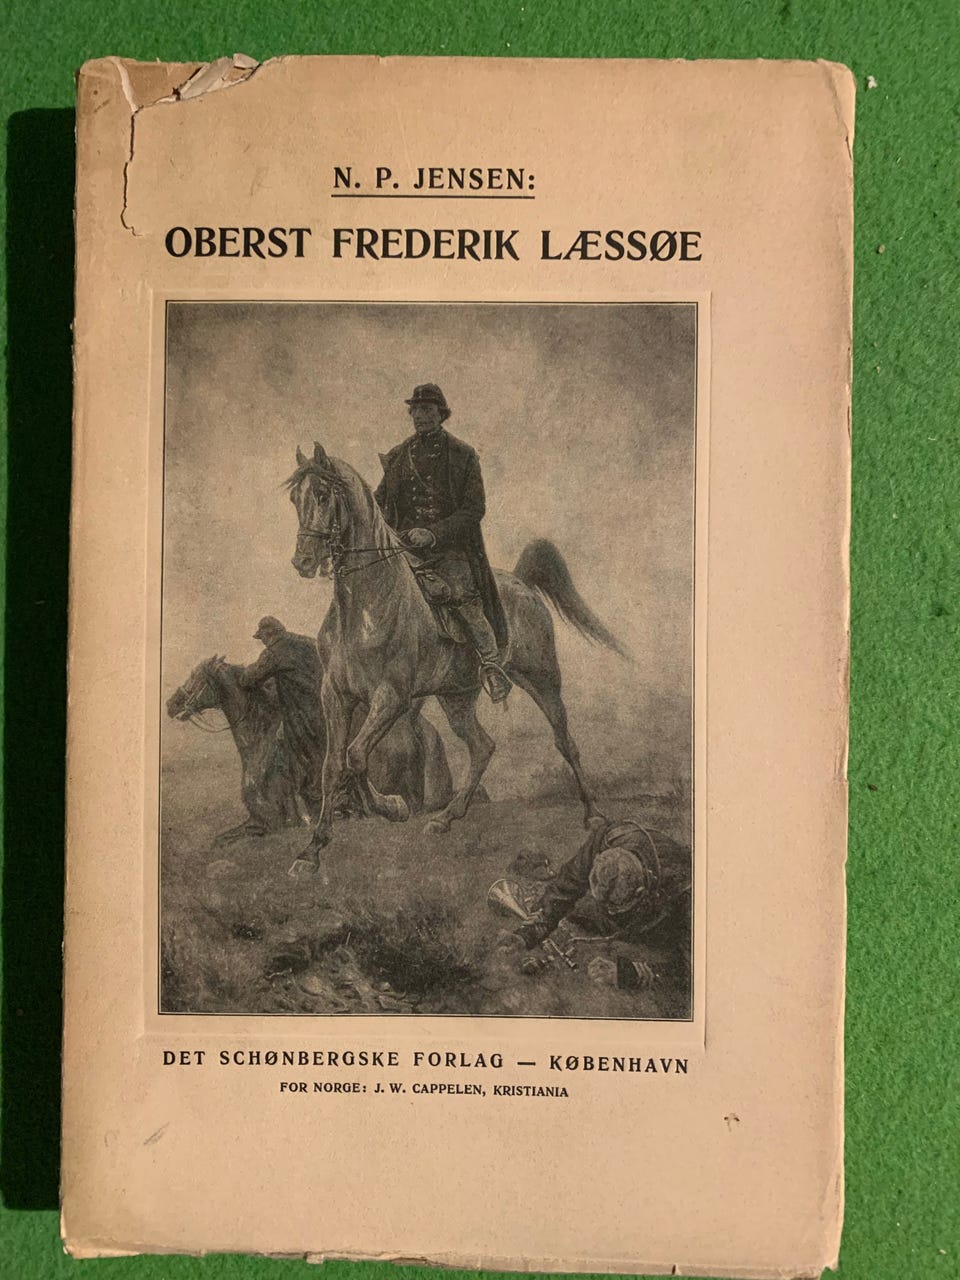 N. P. JENSEN:
OBERST FREDERIK LÆSSØE
DET SCHØNBERGSKE FORLAG — KØBENHAVN
FOR NORGE: J. W. CAPPELEN, KRISTIANIA